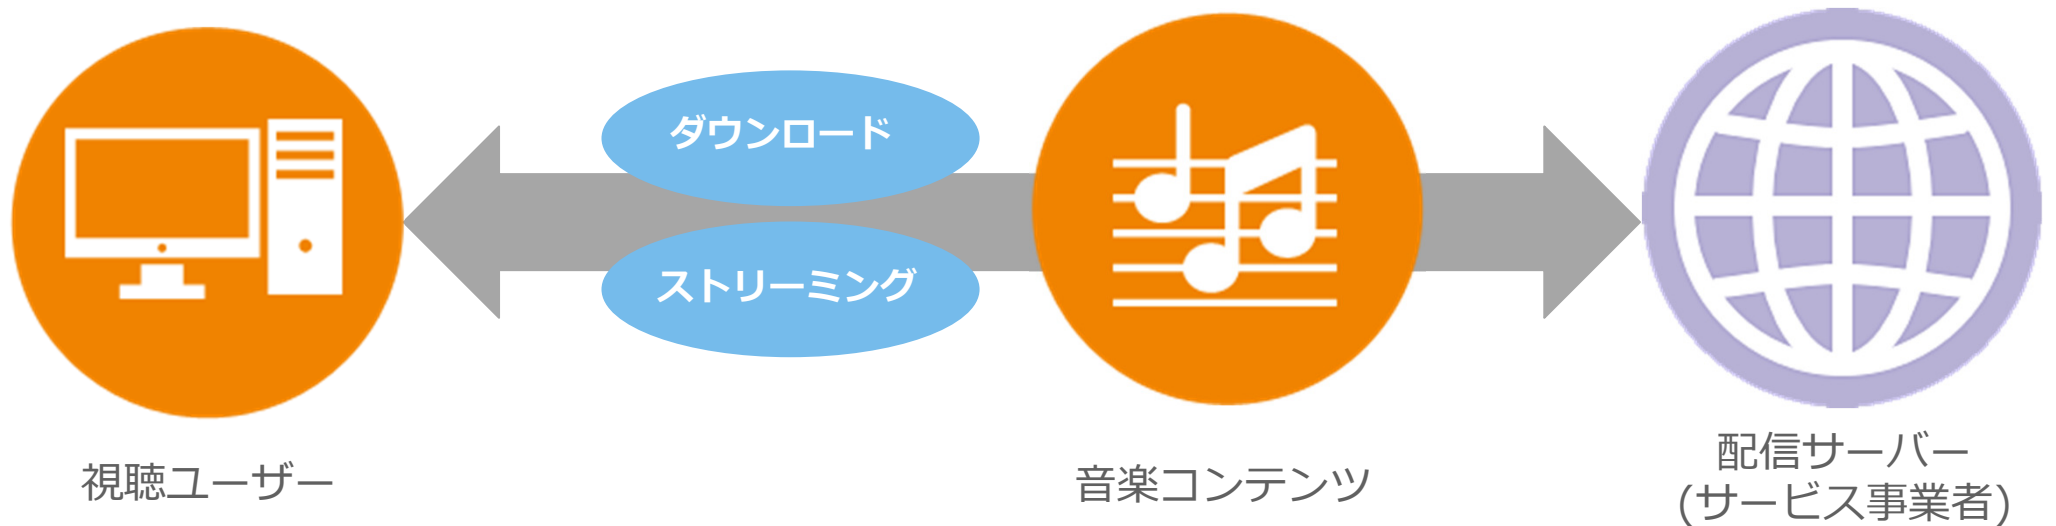 ダウンロード
ストリーミング
視聴ユーザー
音楽コンテンツ
配信サーバー
(サービス事業者)